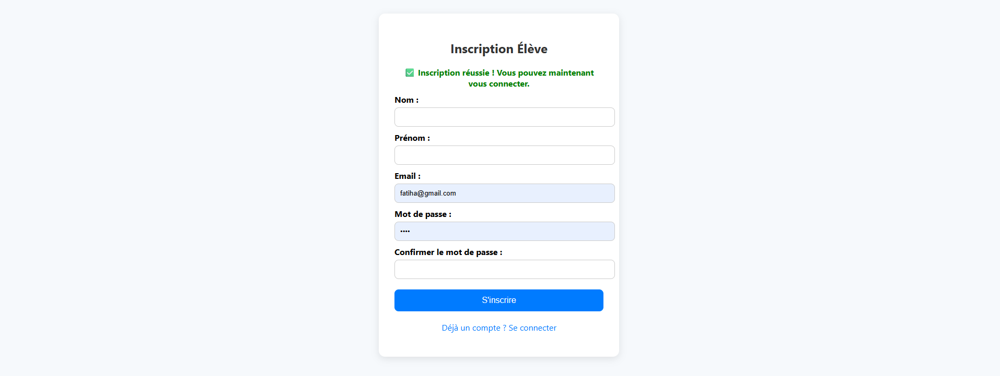 Inscription Élève
✅ Inscription réussie ! Vous pouvez maintenant
vous connecter.
Nom :
Prénom :
Email :
fatiha@gmail.com
Mot de passe :
••••
Confirmer le mot de passe :
S'inscrire
Déjà un compte ? Se connecter